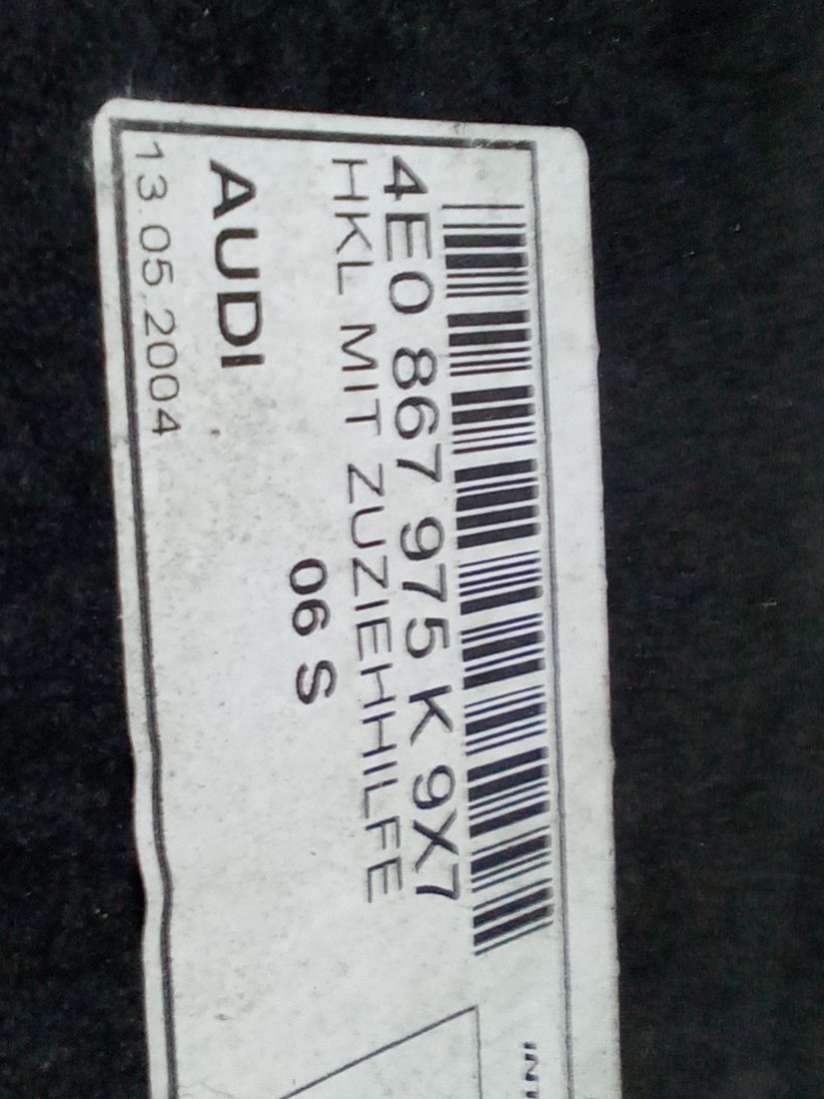 4E0 867 975 K 9X7
HKL MIT ZUZIEHHILFE
06 S
AUDI
13.05.2004